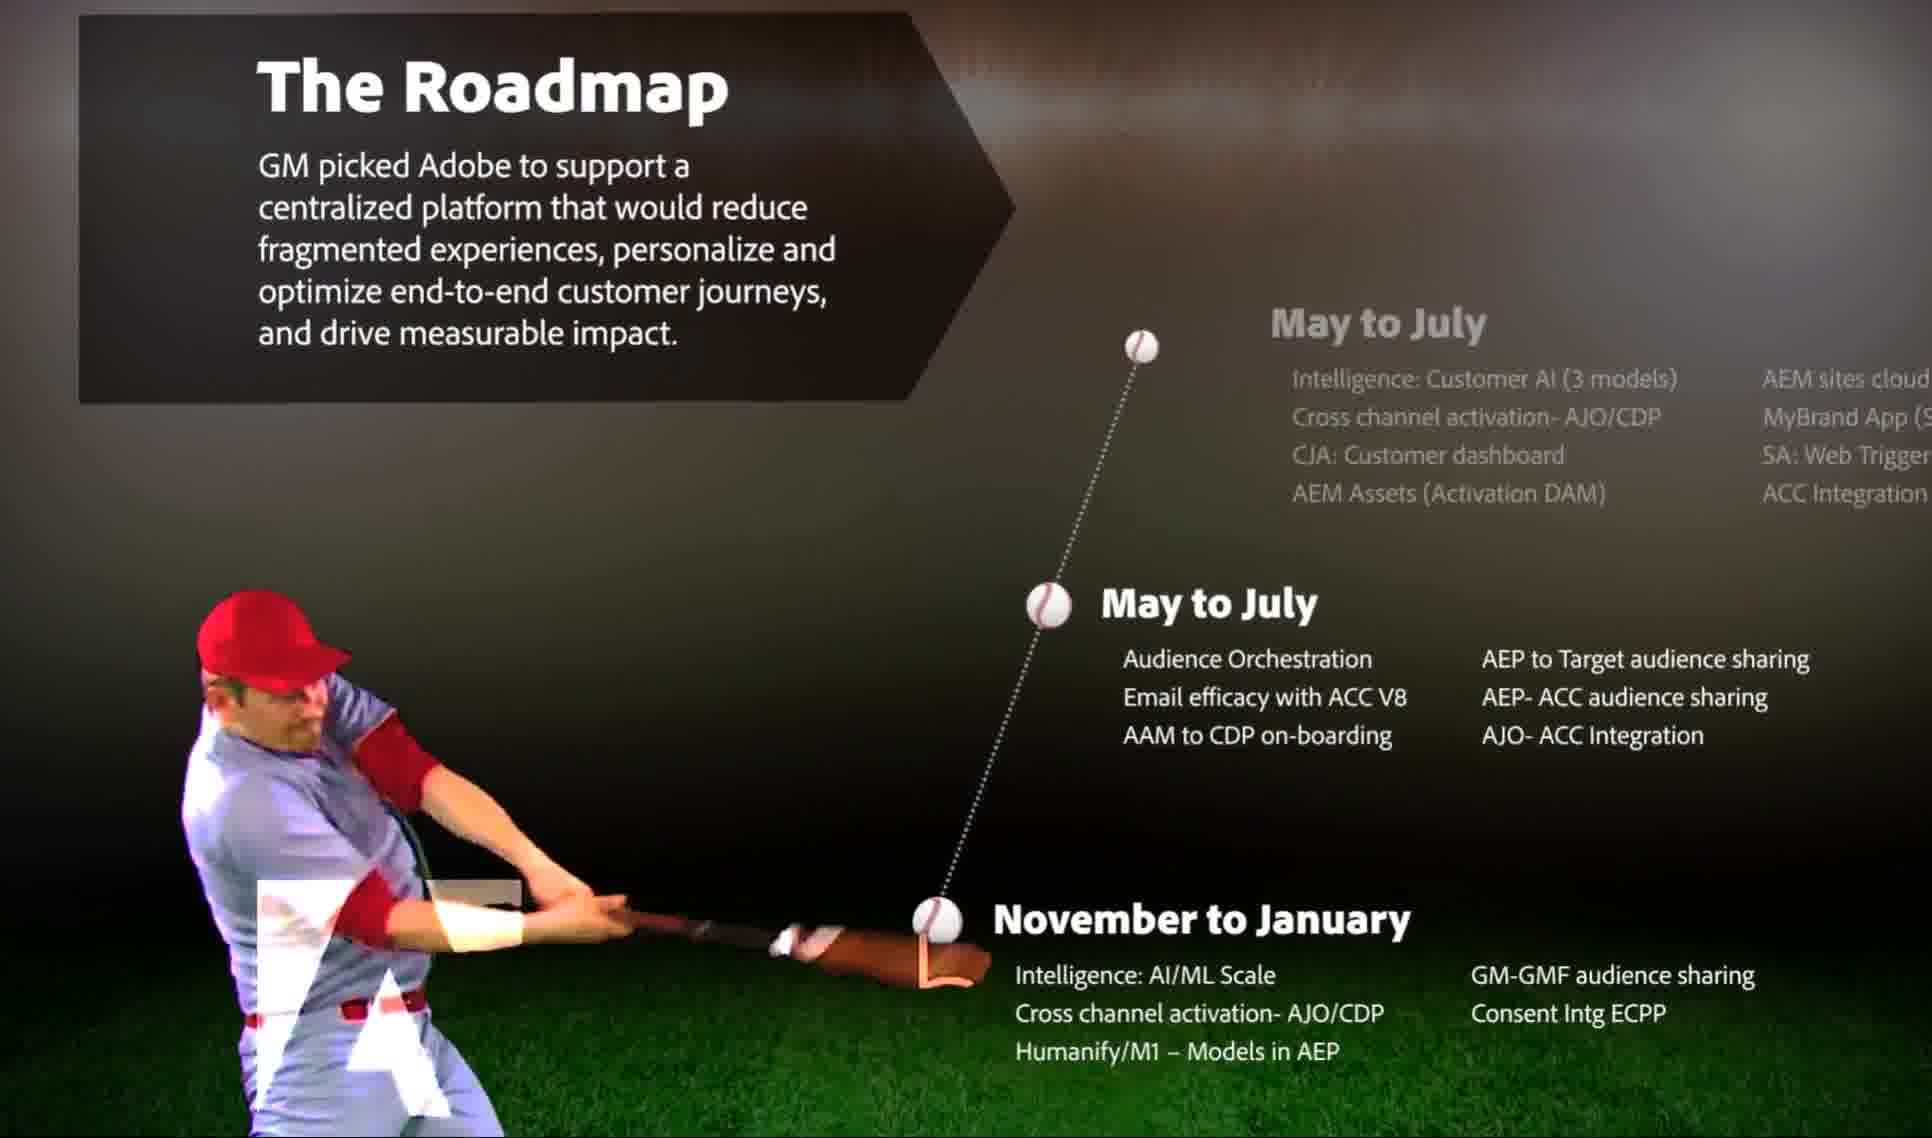 The Roadmap
GM picked Adobe to support a
centralized platform that would reduce
fragmented experiences, personalize and
optimize end-to-end customer journeys,
and drive measurable impact.
May to July
Intelligence: Customer AI (3 models)
Cross channel activation- AJO/CDP
CJA: Customer dashboard
AEM Assets (Activation DAM)
AEM sites cloud
MyBrand App (S
SA: Web Trigger
ACC Integration
May to July
Audience Orchestration
Email efficacy with ACC V8
AAM to CDP on-boarding
AEP to Target audience sharing
AEP- ACC audience sharing
AJO- ACC Integration
November to January
Intelligence: AI/ML Scale
Cross channel activation- AJO/CDP
Humanify/M1 – Models in AEP
GM-GMF audience sharing
Consent Intg ECPP